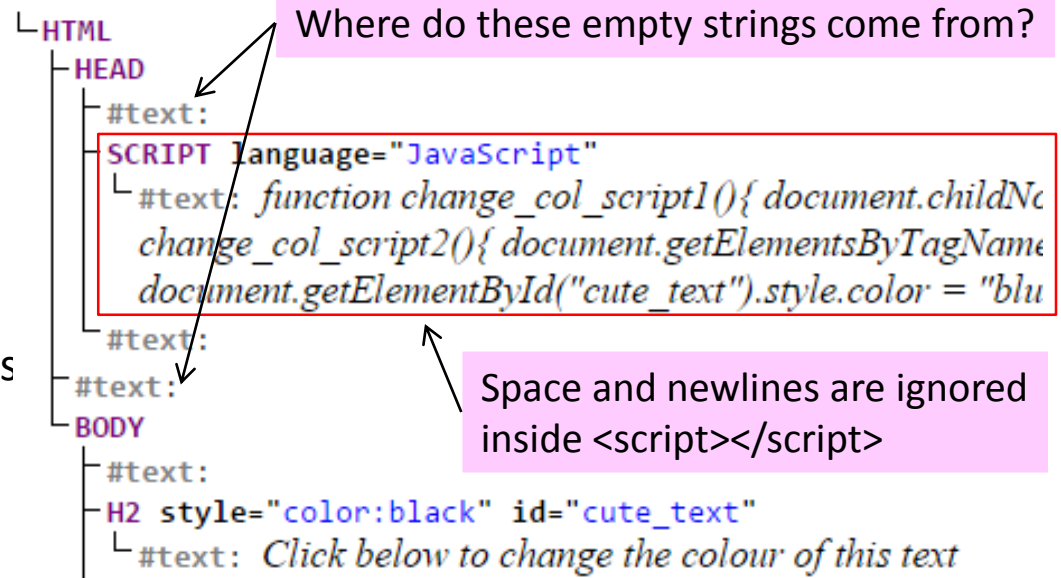 Where do these empty strings come from?
HTML
HEAD
#text:
SCRIPT language="JavaScript"
#text: function change_col_script1(){ document.childNo
change_col_script2(){ document.getElementsByTagName
document.getElementById("cute_text").style.color = "blu
#text:
s
#text:
Space and newlines are ignored
inside <script></script>
BODY
#text:
H2 style="color:black" id="cute_text"
#text: Click below to change the colour of this text